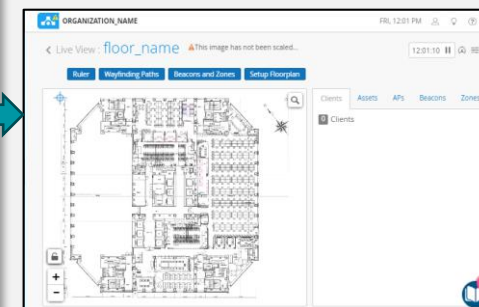 ORGANIZATION_NAME
FRI, 12:01 PM
< Live View : floor_name This image has not been scaled...
12:01:10
Ruler
Wayfinding Paths
Beacons and Zones
Setup Floorplan
Clients Assets APs Beacons Zones
0 Clients
+
-